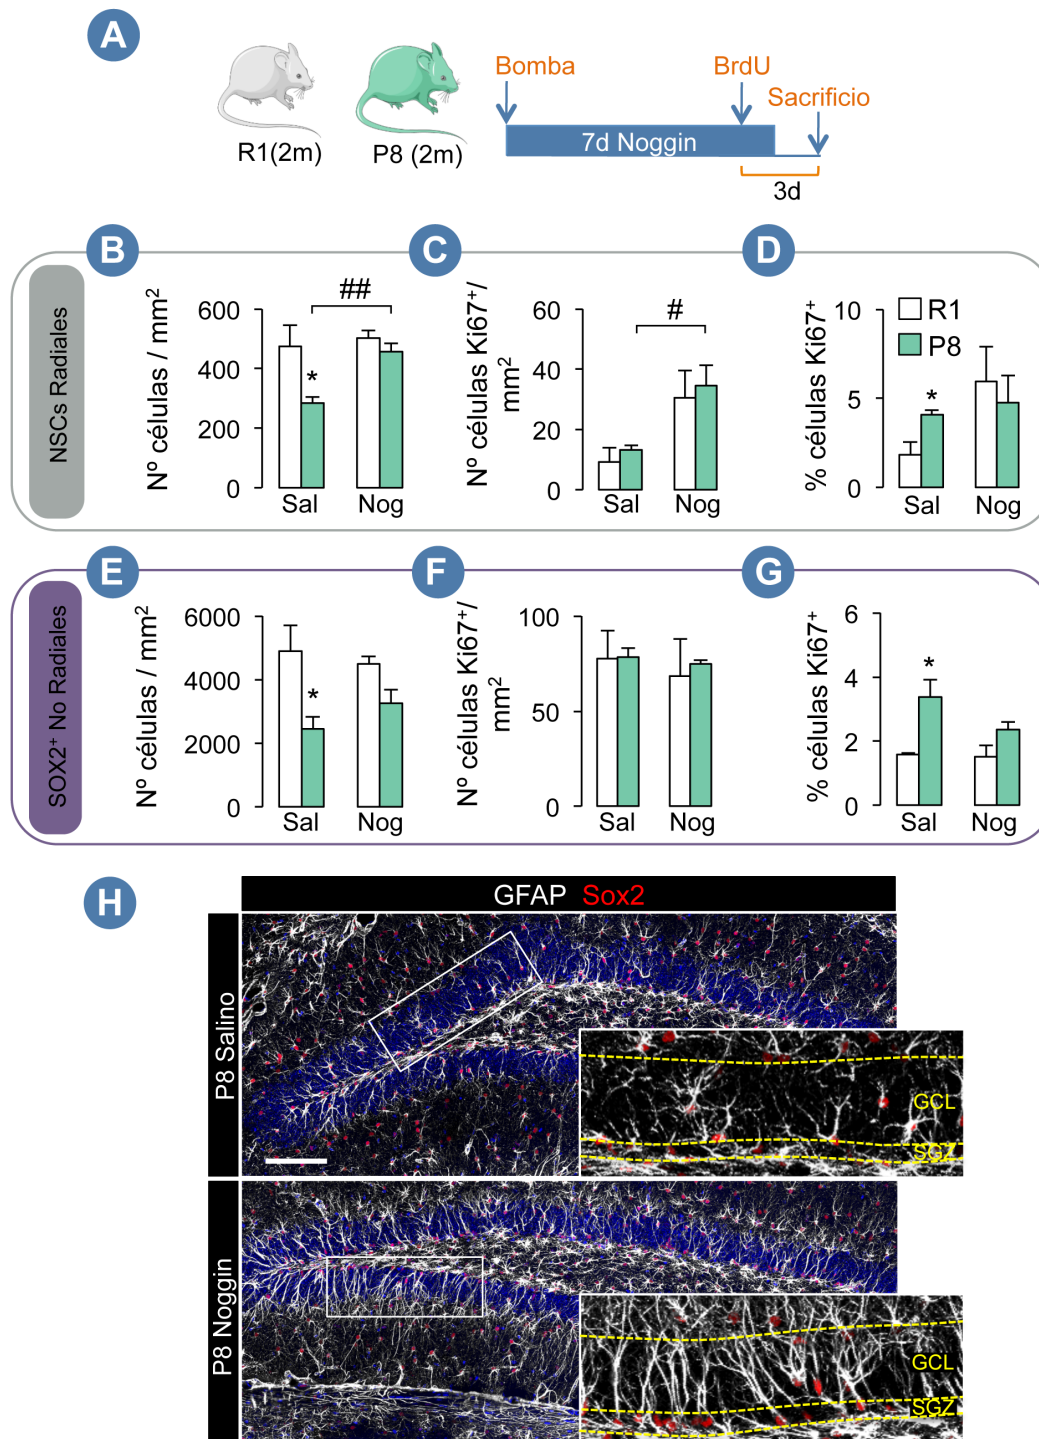 A
Bomba
BrdU
Sacrificio
7d Noggin
R1(2m)
P8 (2m)
3d
NSCs Radiales
B
Nº células / mm²
600
400
200
0
##
*
Sal
Nog
C
Nº células Ki67⁺/
mm²
60
40
20
0
#
Sal
Nog
D
% células Ki67⁺
10
5
0
R1
P8
*
Sal
Nog
SOX2⁺ No Radiales
E
Nº células / mm²
6000
4000
2000
0
*
Sal
Nog
F
Nº células Ki67⁺/
mm²
100
50
0
Sal
Nog
G
% células Ki67⁺
6
4
2
0
*
Sal
Nog
H
GFAP Sox2
P8 Salino
GCL
SGZ
P8 Noggin
GCL
SGZ